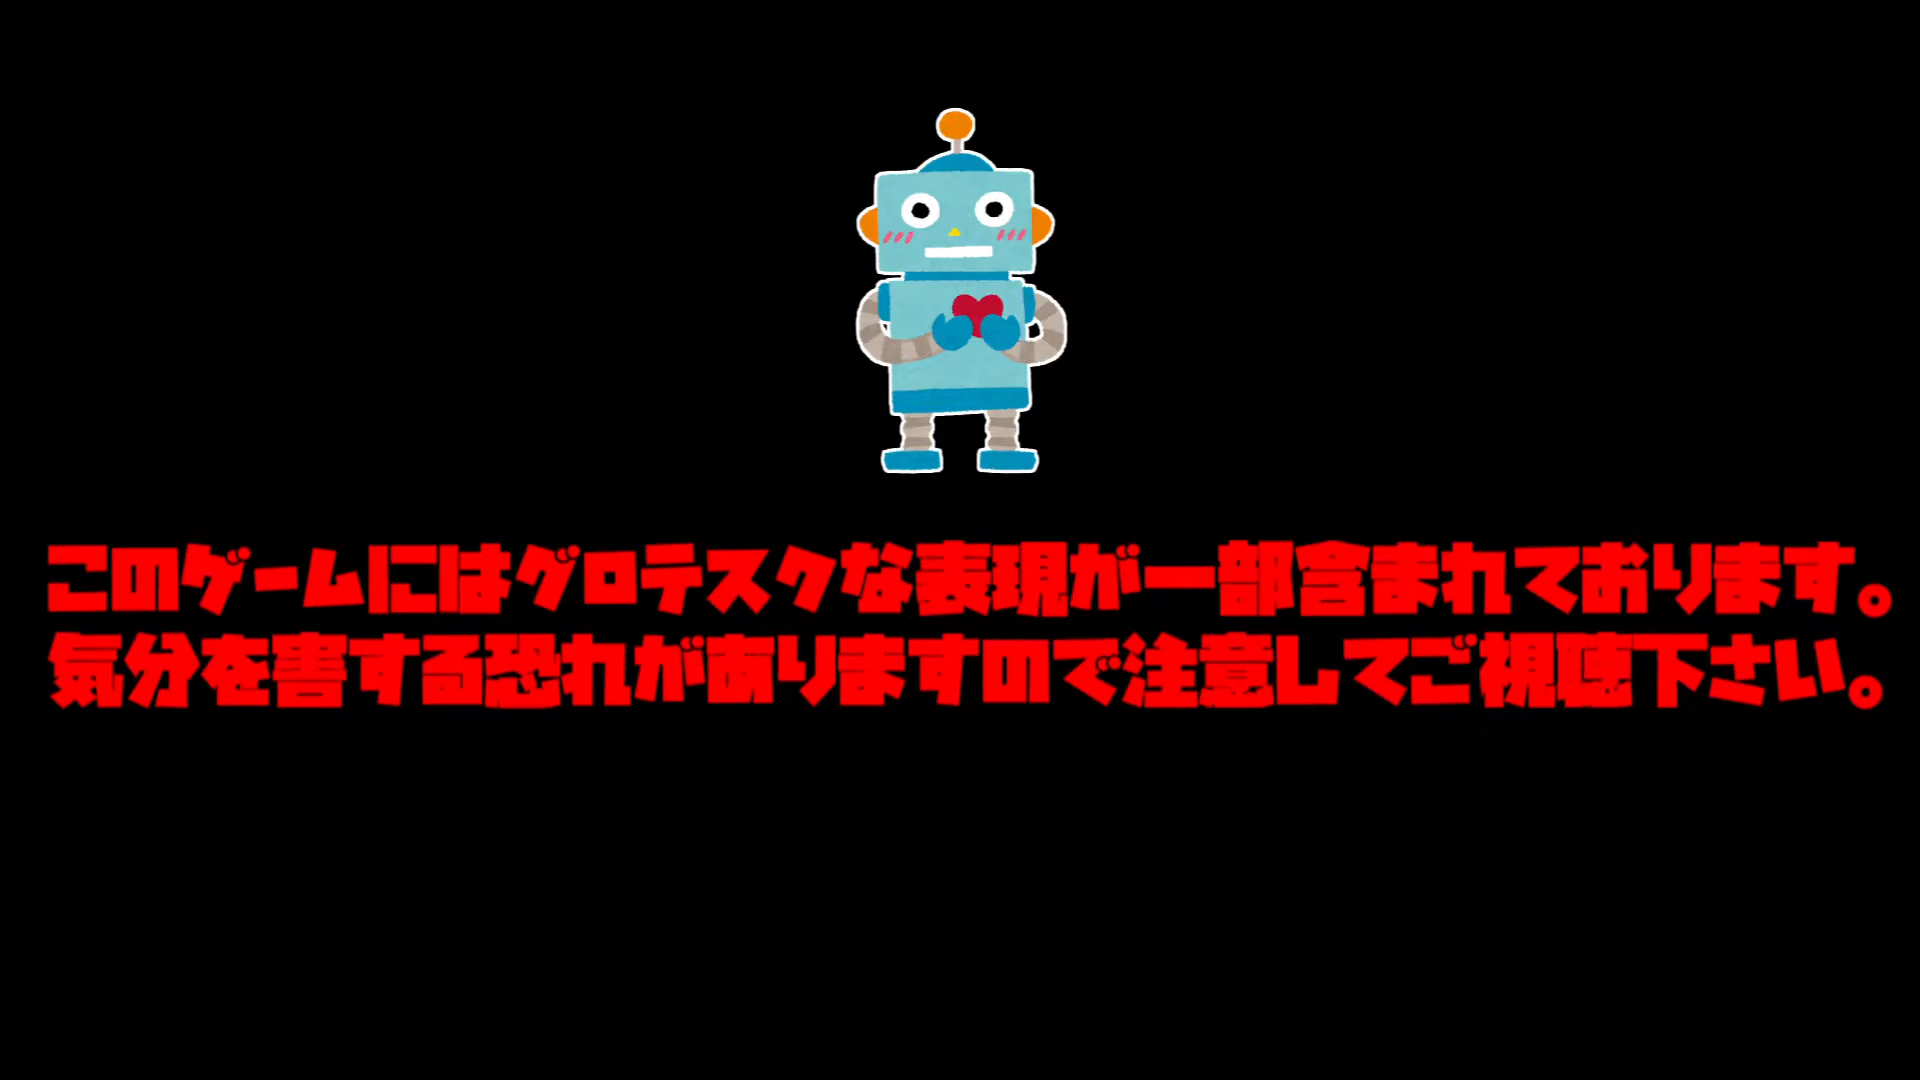 このゲームにはグロテスクな表現が一部含まれております。
気分を害する恐れがありますので注意してご視聴下さい。